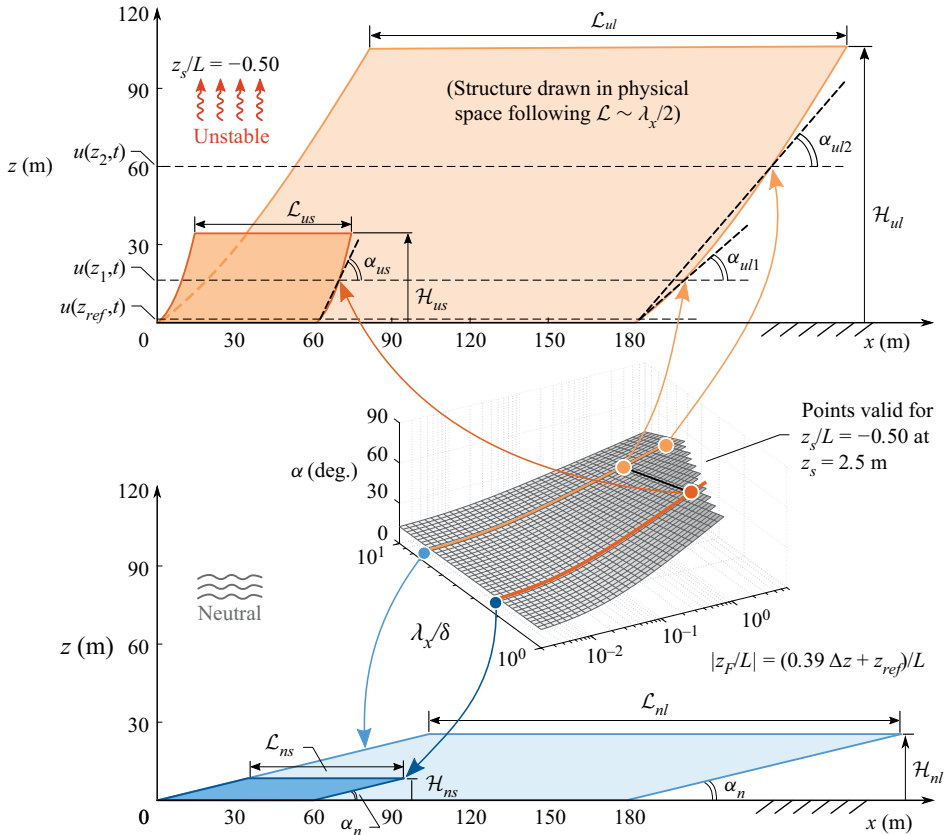 120
90
60
30
0
z (m)
z_s/L = −0.50
Unstable
ℒ_ul
(Structure drawn in physical
space following ℒ ~ λ_x/2)
α_ul2
u(z_2,t)
ℒ_us
ℋ_ul
u(z_1,t)
α_us
α_ul1
ℋ_us
u(z_ref,t)
0 30 60 90 120 150 180
x (m)
90
60
30
0
α (deg.)
Points valid for
z_s/L = −0.50 at
z_s = 2.5 m
10^1
10^0
λ_x/δ
10^−2
10^−1
10^0
|z_F/L| = (0.39 Δz + z_ref)/L
120
90
60
30
0
z (m)
Neutral
ℒ_nl
ℒ_ns
ℋ_ns
ℋ_nl
α_n
α_n
0 30 60 90 120 150 180
x (m)